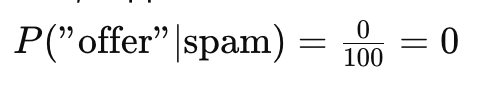 P("offer"|spam) = 0/100 = 0